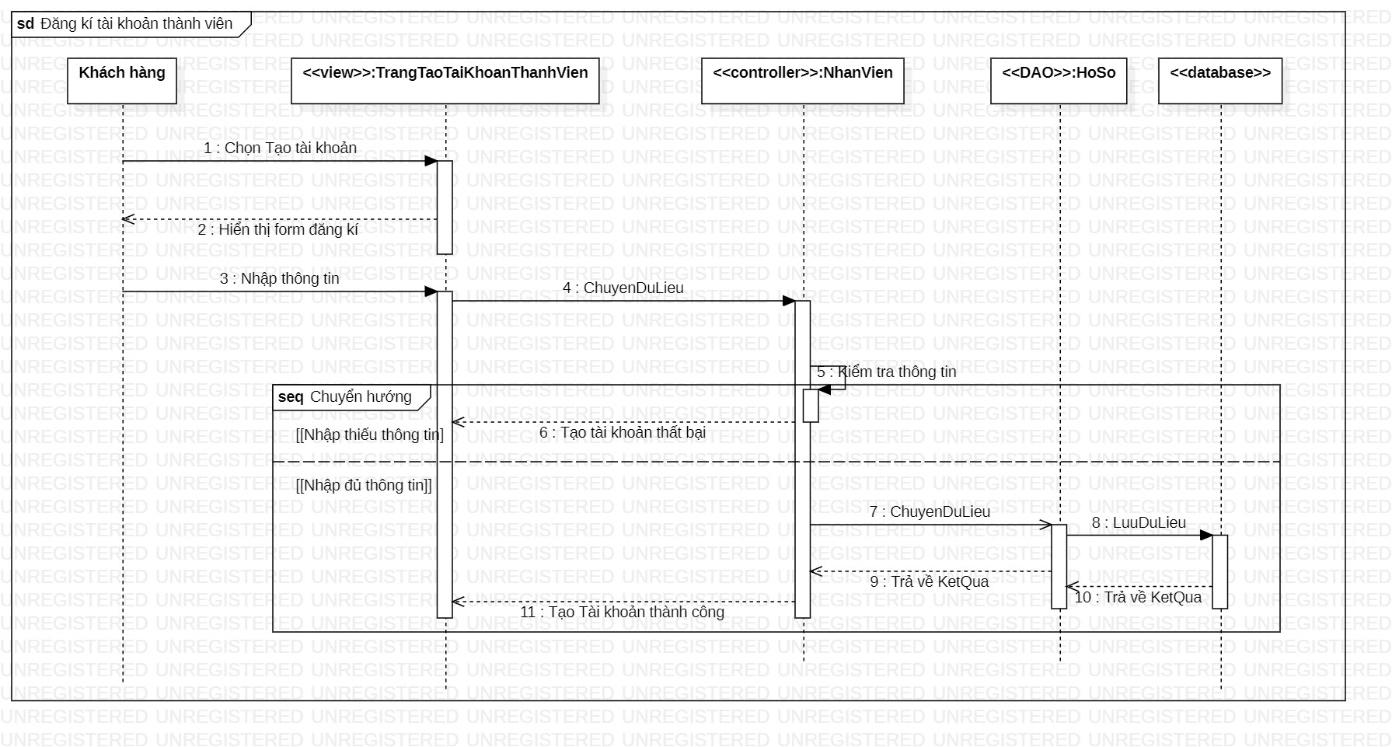 sd Đăng kí tài khoản thành viên
Khách hàng
<<view>>:TrangTaoTaiKhoanThanhVien
<<controller>>:NhanVien
<<DAO>>:HoSo
<<database>>
1 : Chọn Tạo tài khoản
2 : Hiển thị form đăng kí
3 : Nhập thông tin
4 : ChuyenDuLieu
5 : Kiểm tra thông tin
seq Chuyển hướng
[[Nhập thiếu thông tin]
6 : Tạo tài khoản thất bại
[[Nhập đủ thông tin]]
7 : ChuyenDuLieu
8 : LuuDuLieu
9 : Trả về KetQua
10 : Trả về KetQua
11 : Tạo Tài khoản thành công
UNREGISTERED